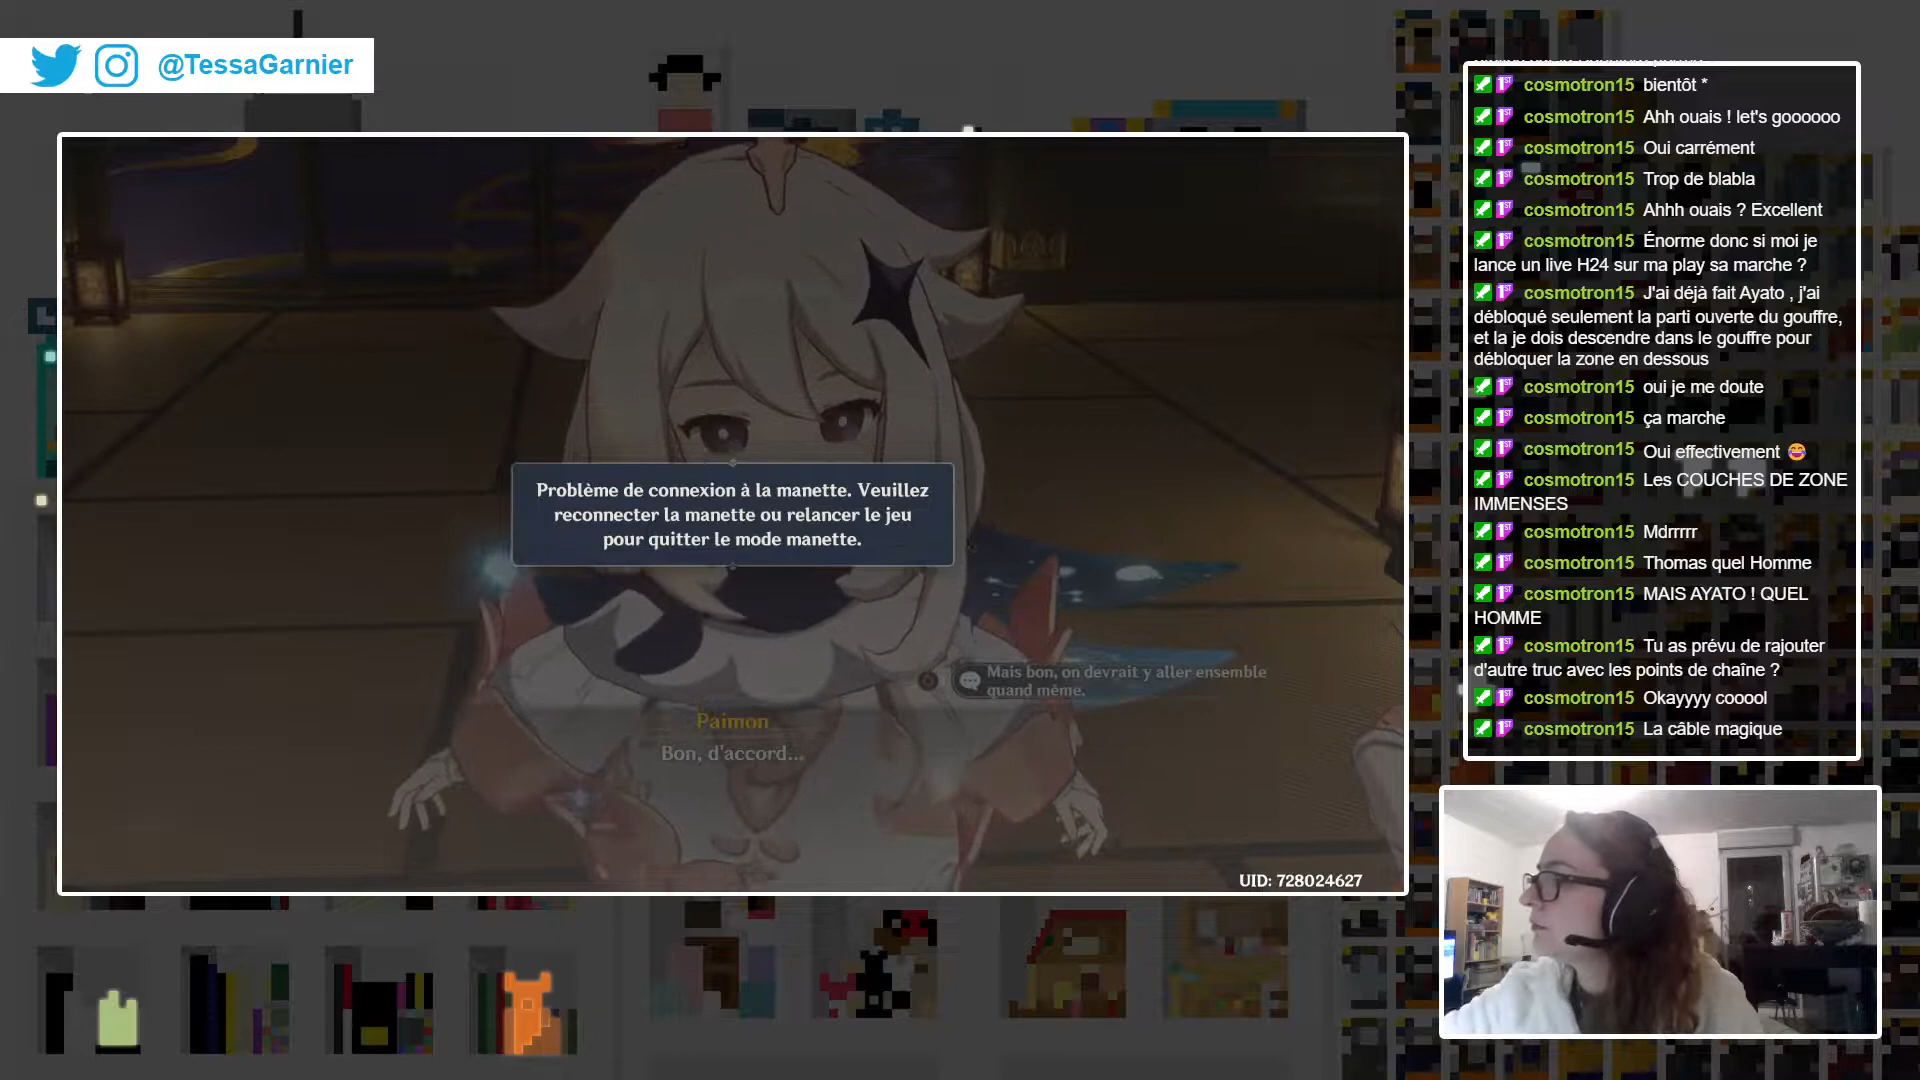 @TessaGarnier
Problème de connexion à la manette. Veuillez
reconnecter la manette ou relancer le jeu
pour quitter le mode manette.
Mais bon, on devrait y aller ensemble
quand même.
Paimon
Bon, d'accord...
UID: 728024627
cosmotron15 bientôt *
cosmotron15 Ahh ouais ! let's goooooo
cosmotron15 Oui carrément
cosmotron15 Trop de blabla
cosmotron15 Ahhh ouais ? Excellent
cosmotron15 Énorme donc si moi je
lance un live H24 sur ma play sa marche ?
cosmotron15 J'ai déjà fait Ayato , j'ai
débloqué seulement la parti ouverte du gouffre,
et la je dois descendre dans le gouffre pour
débloquer la zone en dessous
cosmotron15 oui je me doute
cosmotron15 ça marche
cosmotron15 Oui effectivement 😂
cosmotron15 Les COUCHES DE ZONE
IMMENSES
cosmotron15 Mdrrrrr
cosmotron15 Thomas quel Homme
cosmotron15 MAIS AYATO ! QUEL
HOMME
cosmotron15 Tu as prévu de rajouter
d'autre truc avec les points de chaîne ?
cosmotron15 Okayyyy cooool
cosmotron15 La câble magique